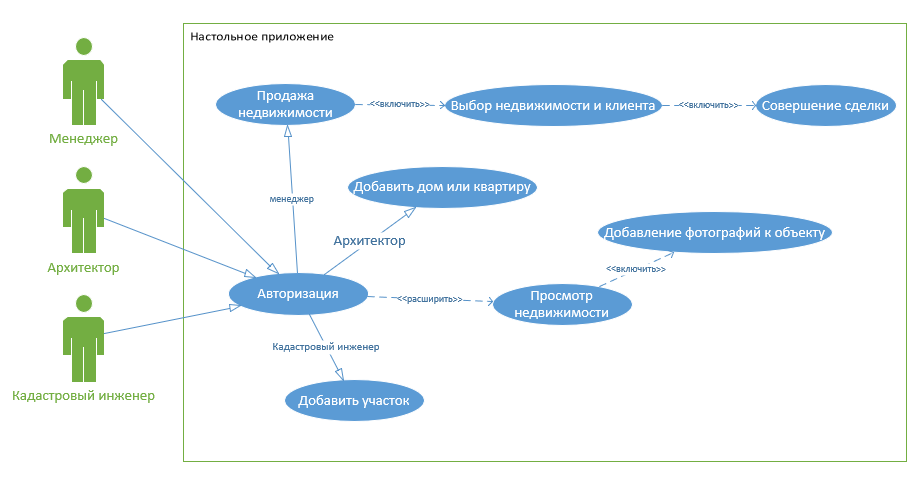 Настольное приложение
Менеджер
Продажа
недвижимости
<<включить>>
Выбор недвижимости и клиента
<<включить>>
Совершение сделки
менеджер
Добавить дом или квартиру
Архитектор
Архитектор
Добавление фотографий к объекту
<<включить>>
Авторизация
<<расширить>>
Просмотр
недвижимости
Кадастровый инженер
Кадастровый инженер
Добавить участок